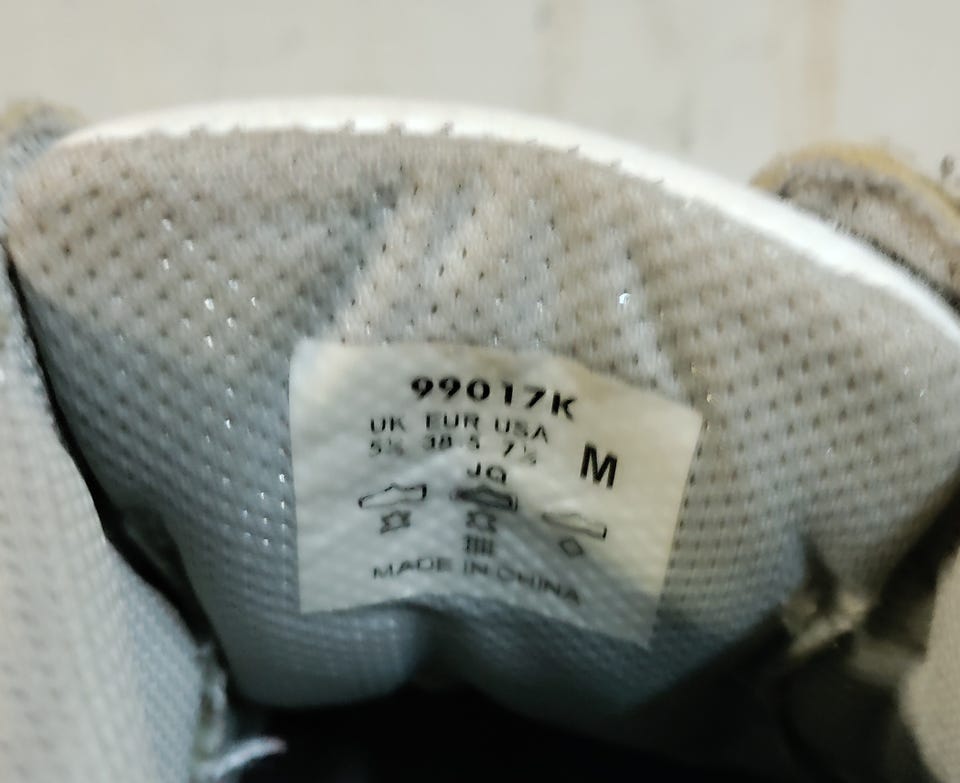 99017K
UK EUR USA
5½ 38.5 7½
M
JQ
MADE IN CHINA